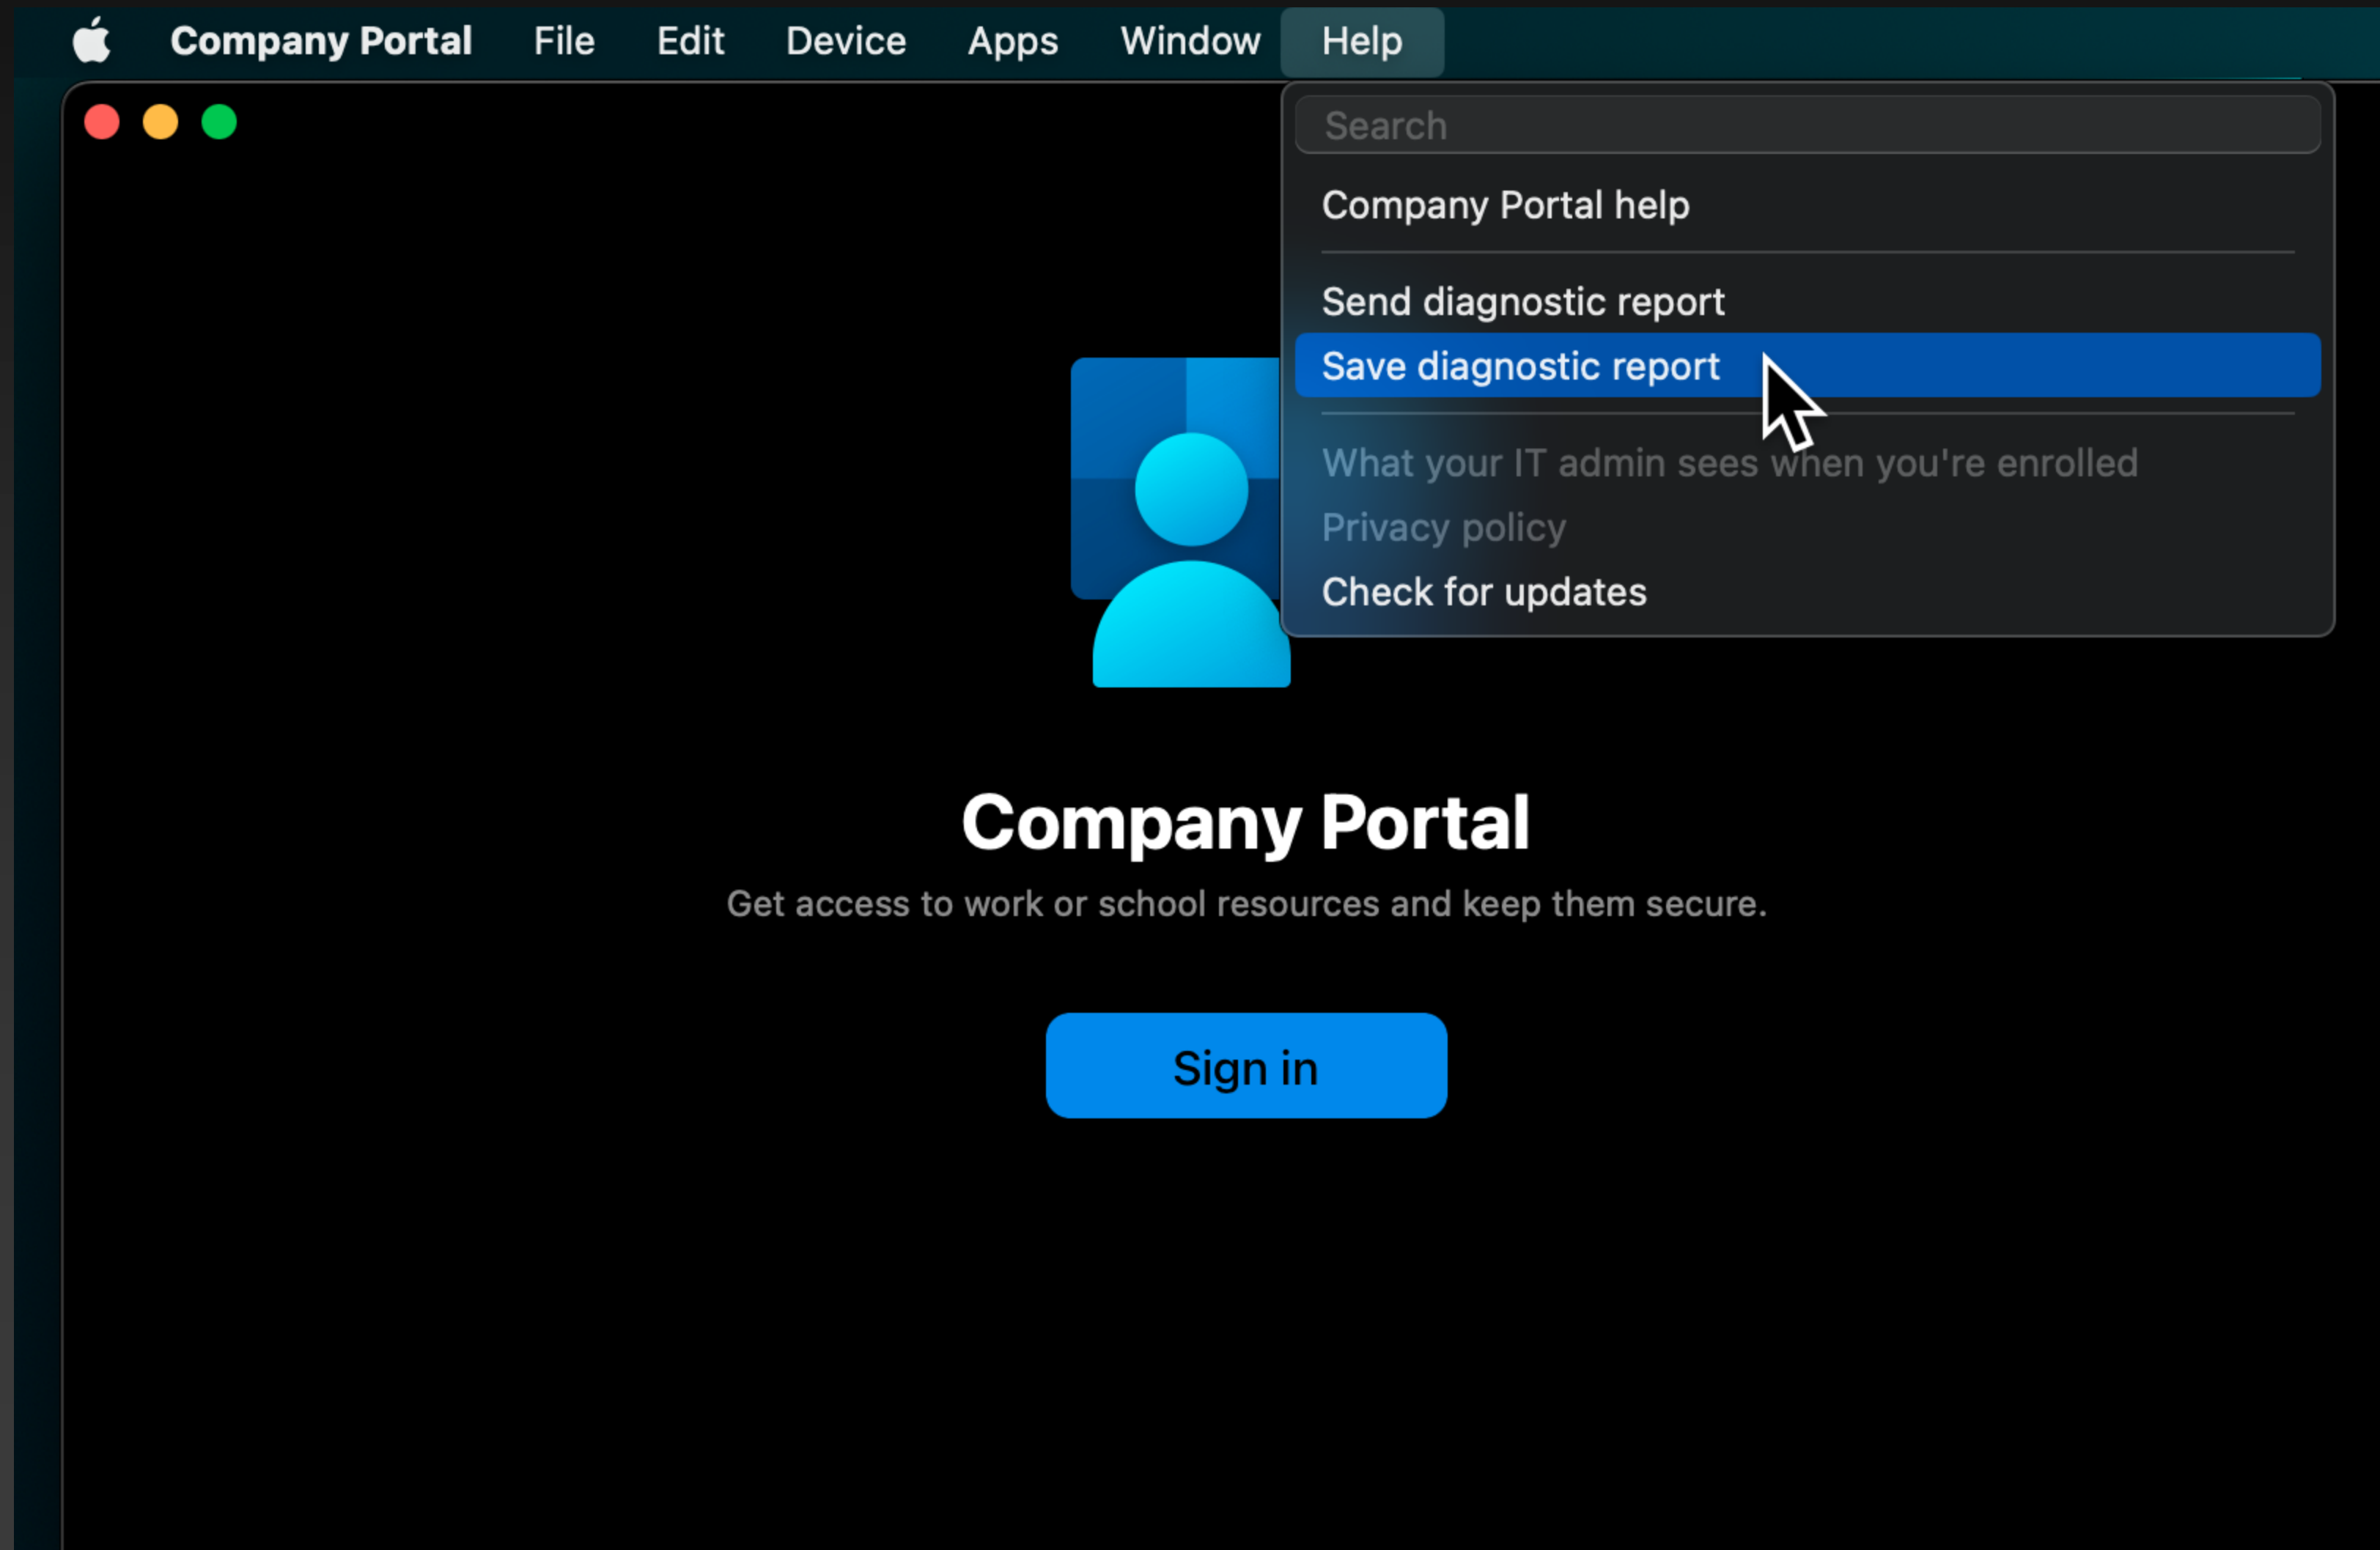 Company Portal File Edit Device Apps Window Help
Search
Company Portal help
Send diagnostic report
Save diagnostic report
What your IT admin sees when you're enrolled
Privacy policy
Check for updates
Company Portal
Get access to work or school resources and keep them secure.
Sign in